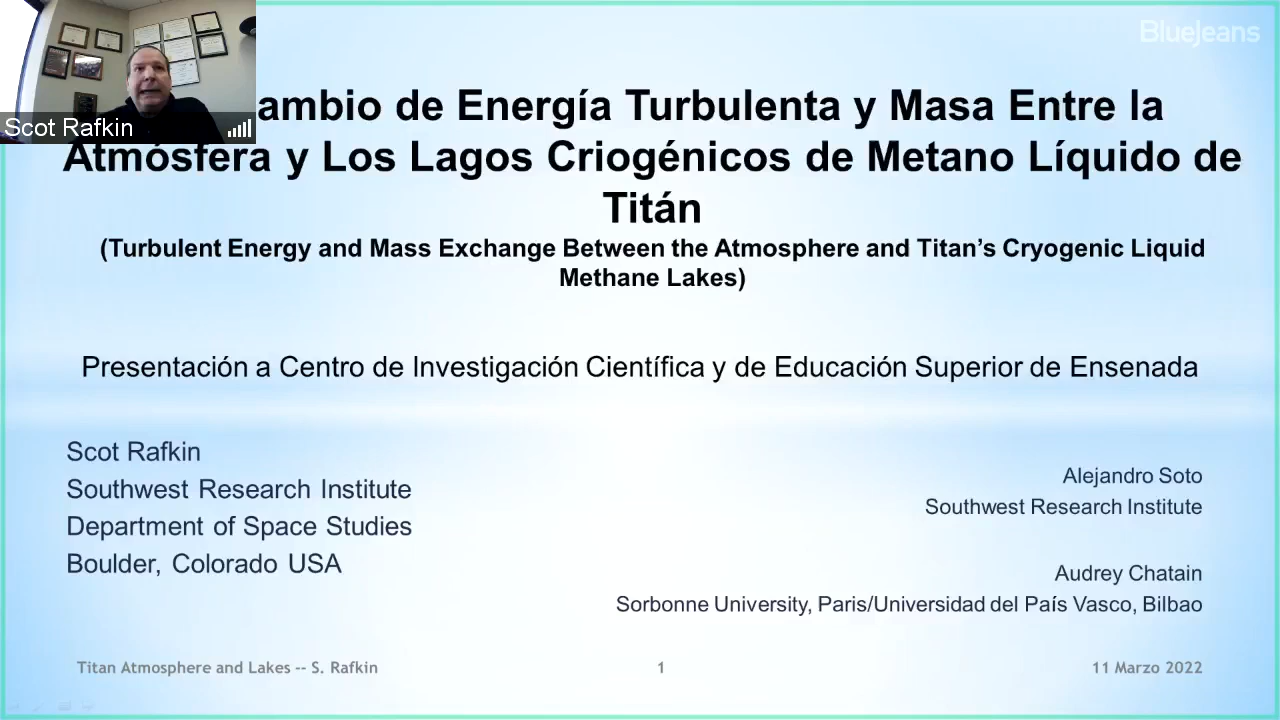 BlueJeans
Scot Rafkin
ambio de Energía Turbulenta y Masa Entre la
Atmósfera y Los Lagos Criogénicos de Metano Líquido de
Titán
(Turbulent Energy and Mass Exchange Between the Atmosphere and Titan’s Cryogenic Liquid
Methane Lakes)
Presentación a Centro de Investigación Científica y de Educación Superior de Ensenada
Scot Rafkin
Southwest Research Institute
Department of Space Studies
Boulder, Colorado USA
Alejandro Soto
Southwest Research Institute
Audrey Chatain
Sorbonne University, Paris/Universidad del País Vasco, Bilbao
Titan Atmosphere and Lakes -- S. Rafkin
1
11 Marzo 2022